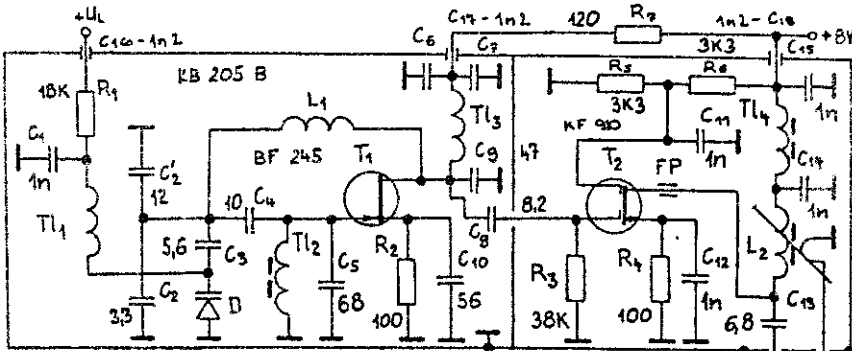 +UL
C16-1n2
C17-1n2
120
R7
1n2-C18
+8V
C6
C7
3K3
C15
KB 205 B
R5
R6
18K
R1
L1
3K3
1n
Tl3
KF 910
C11
Tl4
C1
BF 245
T1
C9
47
1n
C14
1n
C2'
12
10
C4
T2
FP
1n
Tl1
8,2
C8
L2
5,6
C3
Tl2
C5
R2
C10
R3
R4
C12
C13
3,3
C2
D
68
100
56
38K
100
1n
6,8